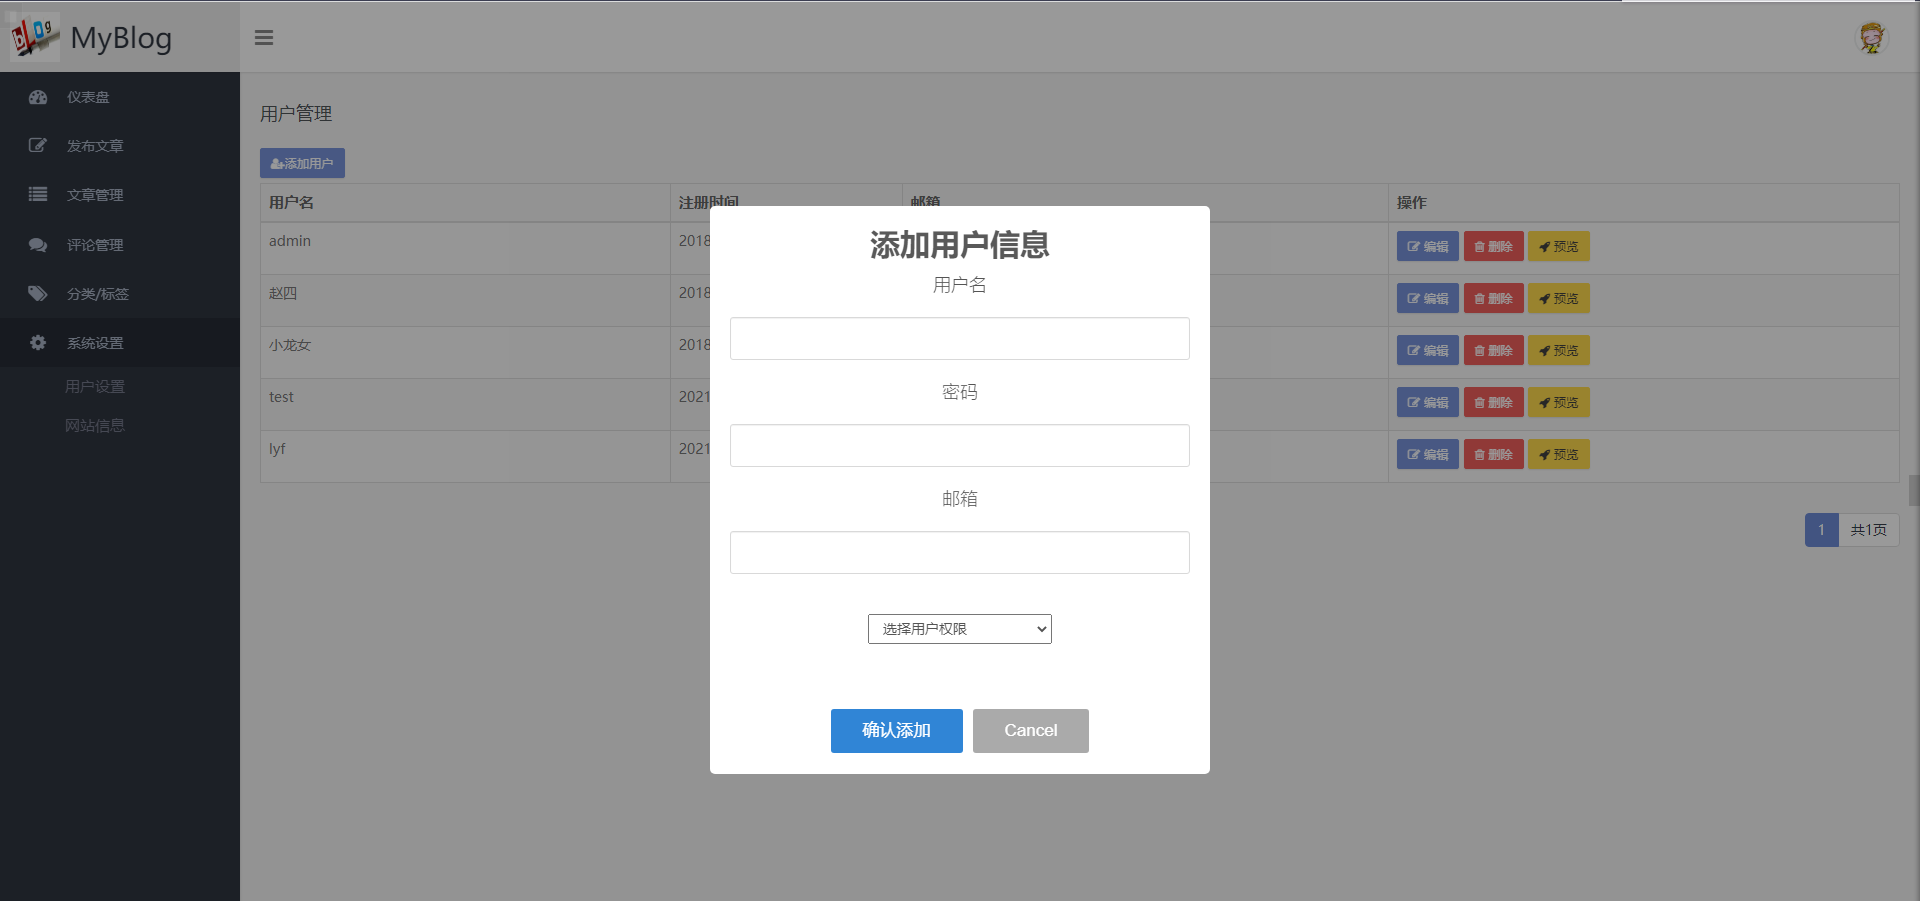 MyBlog
仪表盘
发布文章
文章管理
评论管理
分类/标签
系统设置
用户设置
网站信息
用户管理
添加用户
用户名 注册时间 邮箱 操作
admin 2018 编辑 删除 预览
赵四 2018 编辑 删除 预览
小龙女 2018 编辑 删除 预览
test 2021 编辑 删除 预览
lyf 2021 编辑 删除 预览
1 共1页
添加用户信息
用户名
密码
邮箱
选择用户权限
确认添加 Cancel